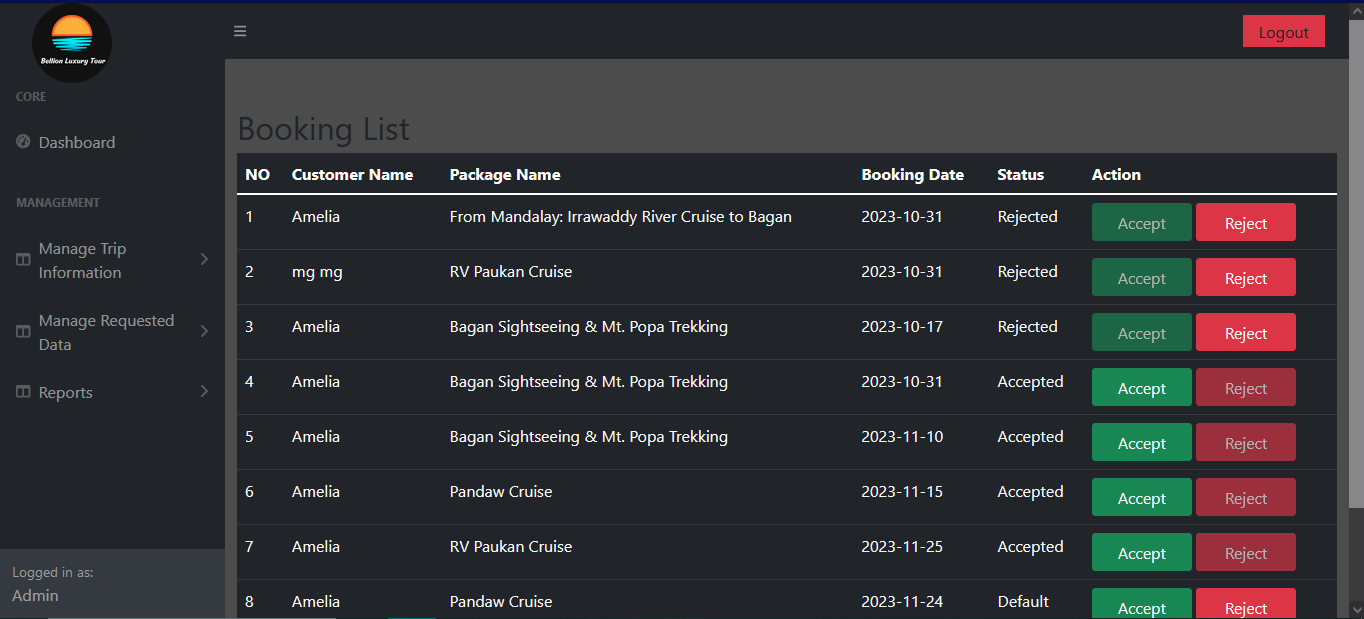 Bellion Luxury Tour
Logout
CORE
Dashboard
MANAGEMENT
Manage Trip
Information
Manage Requested
Data
Reports
Logged in as:
Admin
Booking List
NO Customer Name Package Name Booking Date Status Action
1 Amelia From Mandalay: Irrawaddy River Cruise to Bagan 2023-10-31 Rejected Accept Reject
2 mg mg RV Paukan Cruise 2023-10-31 Rejected Accept Reject
3 Amelia Bagan Sightseeing & Mt. Popa Trekking 2023-10-17 Rejected Accept Reject
4 Amelia Bagan Sightseeing & Mt. Popa Trekking 2023-10-31 Accepted Accept Reject
5 Amelia Bagan Sightseeing & Mt. Popa Trekking 2023-11-10 Accepted Accept Reject
6 Amelia Pandaw Cruise 2023-11-15 Accepted Accept Reject
7 Amelia RV Paukan Cruise 2023-11-25 Accepted Accept Reject
8 Amelia Pandaw Cruise 2023-11-24 Default Accept Reject